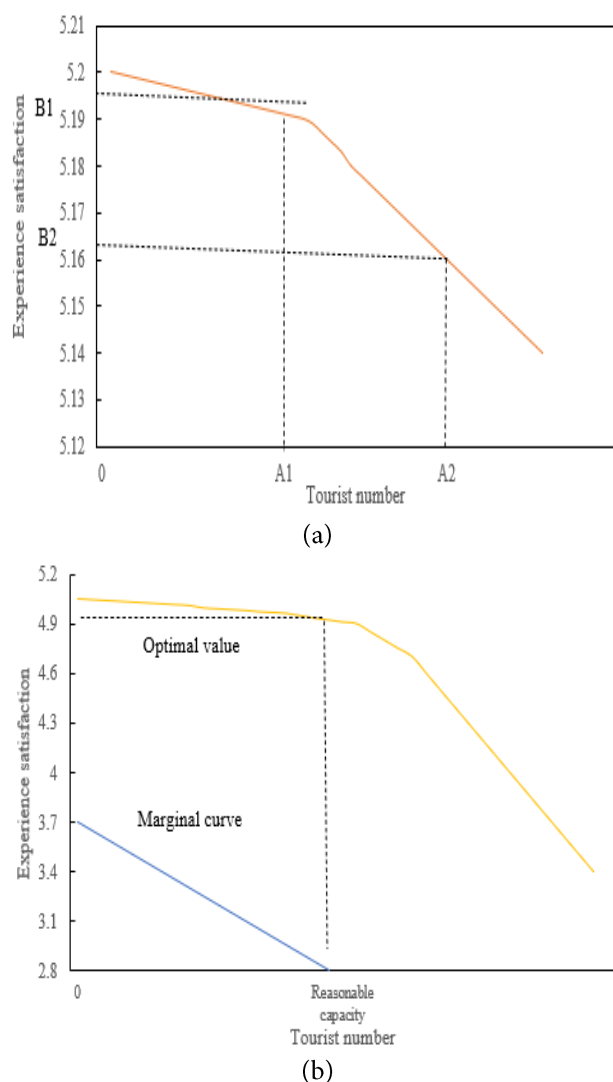 5.21
5.2
B1
5.19
5.18
5.17
B2
5.16
5.15
5.14
5.13
5.12
Experience satisfaction
0
A1
A2
Tourist number
(a)
5.2
4.9
4.6
4.3
4
3.7
3.4
3.1
2.8
Experience satisfaction
Optimal value
Marginal curve
0
Reasonable
capacity
Tourist number
(b)